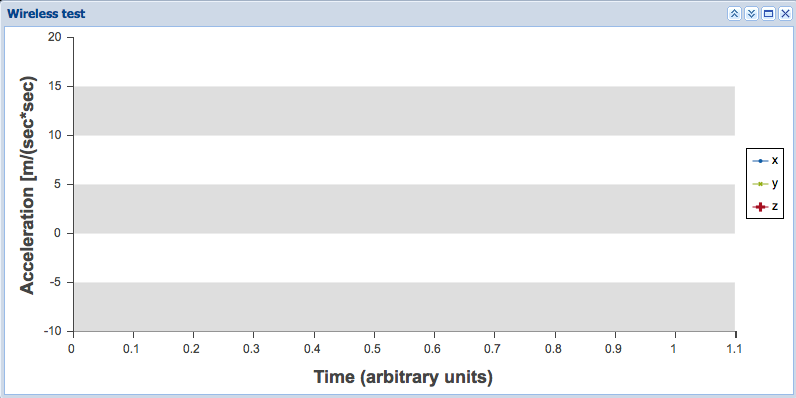 Wireless test
20
15
10
5
0
-5
-10
Acceleration [m/(sec*sec)
0 0.1 0.2 0.3 0.4 0.5 0.6 0.7 0.8 0.9 1 1.1
Time (arbitrary units)
x
y
z